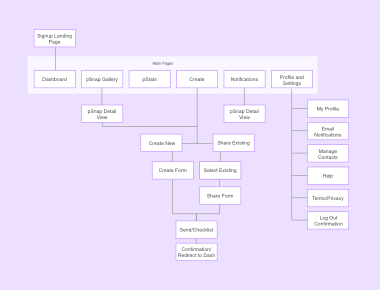 Signup Landing
Page
Main Pages
Dashboard
pSnap Gallery
pStats
Create
Notifications
Profile and
Settings
pSnap Detail
View
pSnap Detail
View
My Profile
Email
Notifications
Create New
Share Existing
Manage
Contacts
Create Form
Select Existing
Help
Share Form
Terms/Privacy
Log Out
Confirmation
Send/Checklist
Confirmation/
Redirect to Dash